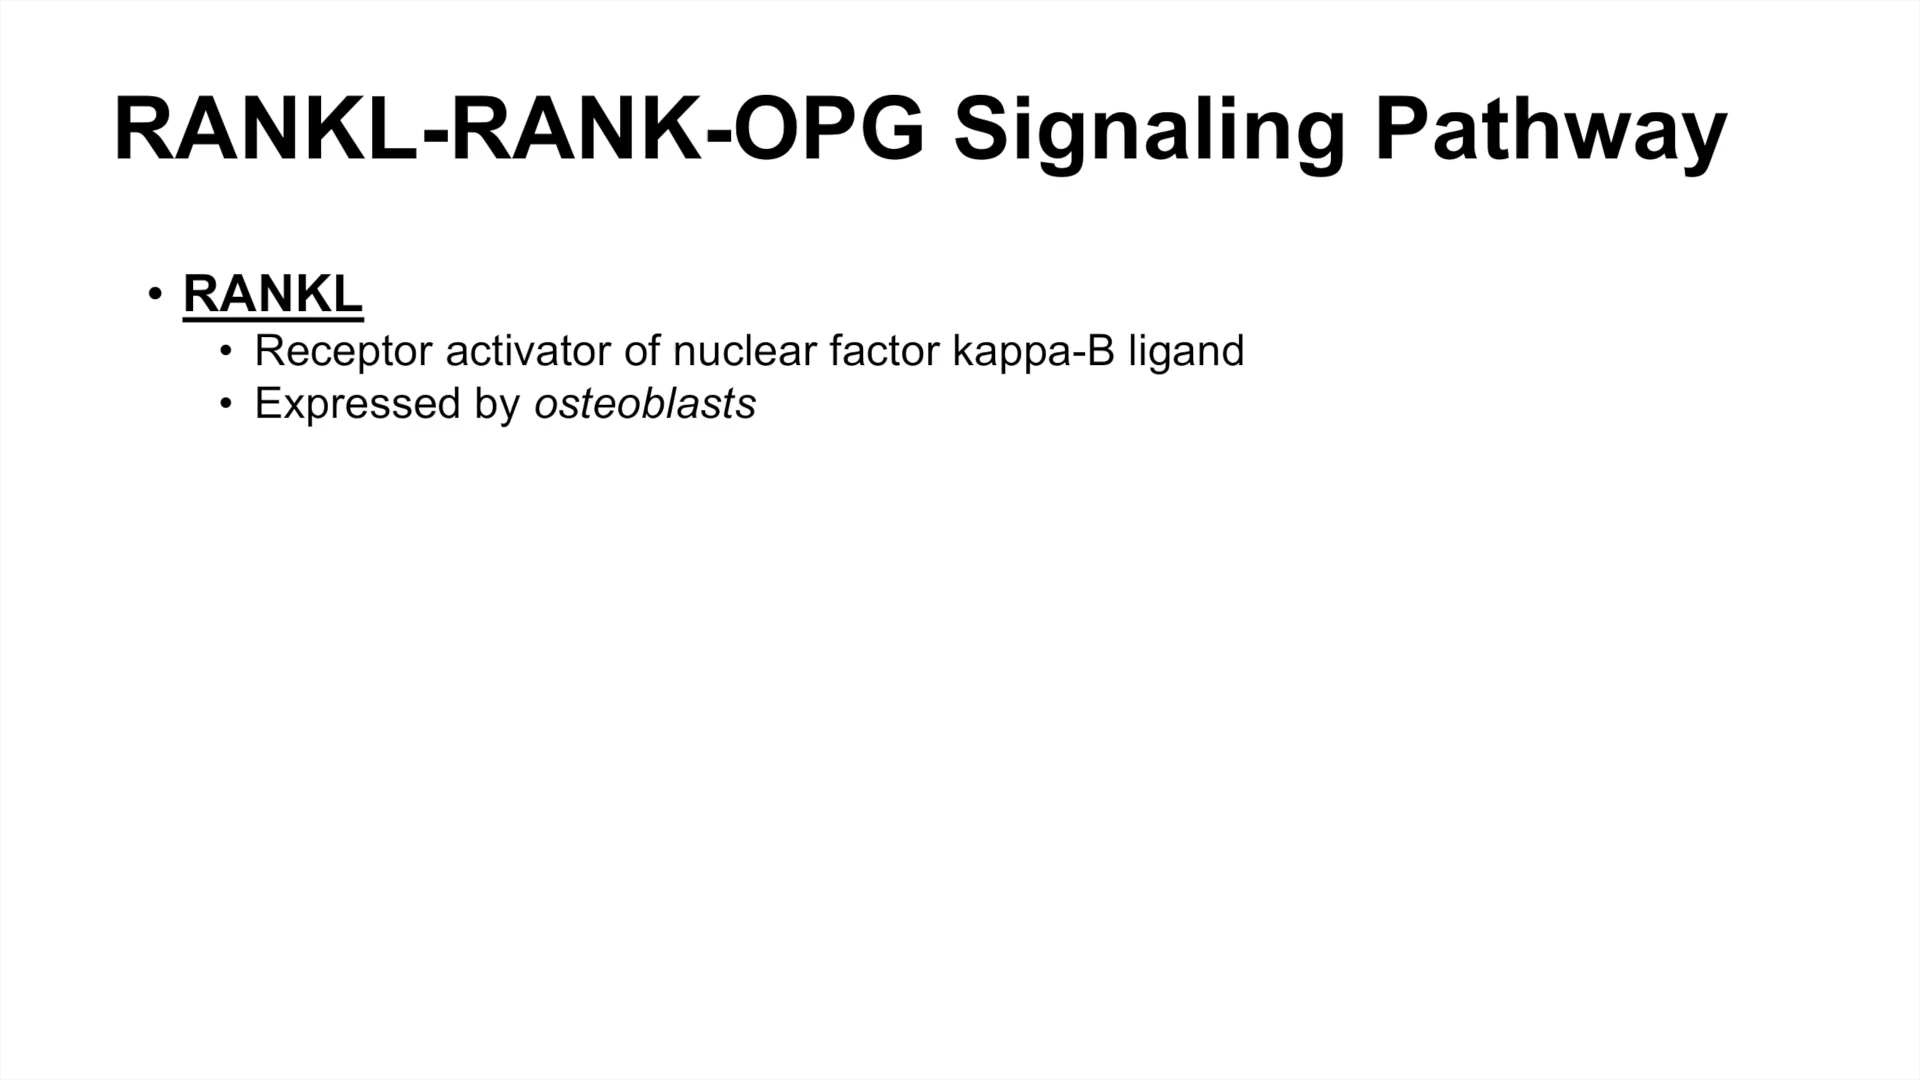 RANKL-RANK-OPG Signaling Pathway
• RANKL
• Receptor activator of nuclear factor kappa-B ligand
• Expressed by osteoblasts